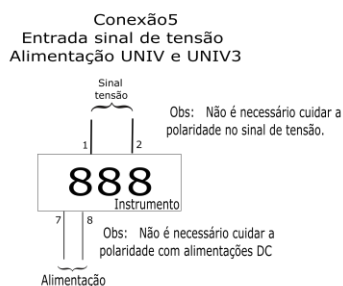 Conexão5
Entrada sinal de tensão
Alimentação UNIV e UNIV3
Sinal
tensão
Obs: Não é necessário cuidar a
polaridade no sinal de tensão.
1 2
888
Instrumento
7 8
Obs: Não é necessário cuidar a
polaridade com alimentações DC
Alimentação